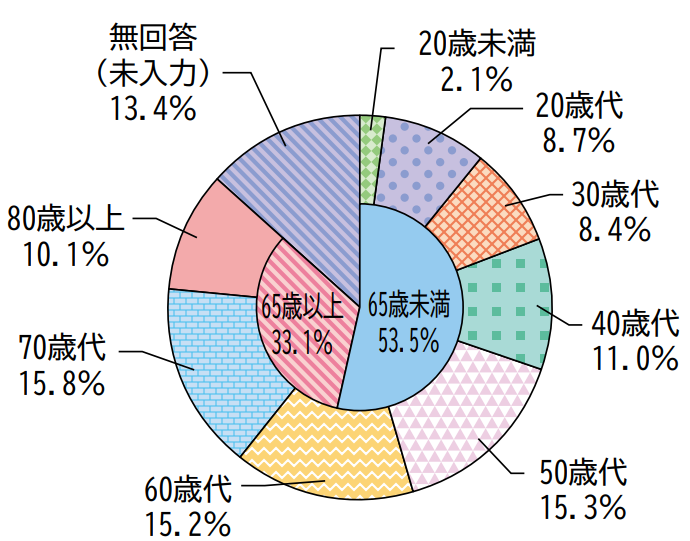 無回答
（未入力）
13.4%
20歳未満
2.1%
20歳代
8.7%
30歳代
8.4%
40歳代
11.0%
50歳代
15.3%
60歳代
15.2%
70歳代
15.8%
80歳以上
10.1%
65歳以上
33.1%
65歳未満
53.5%